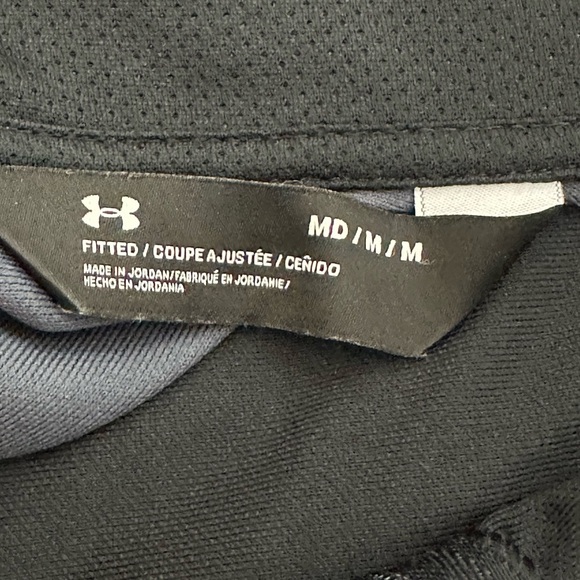 MD / M / M
FITTED / COUPE AJUSTÉE / CEÑIDO
MADE IN JORDAN/FABRIQUÉ EN JORDANIE/
HECHO EN JORDANIA